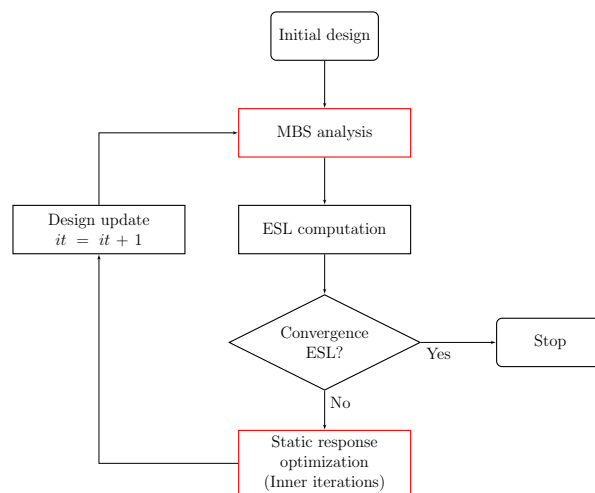 Initial design
MBS analysis
Design update
it = it + 1
ESL computation
Convergence
ESL?
Yes
Stop
No
Static response
optimization
(Inner iterations)